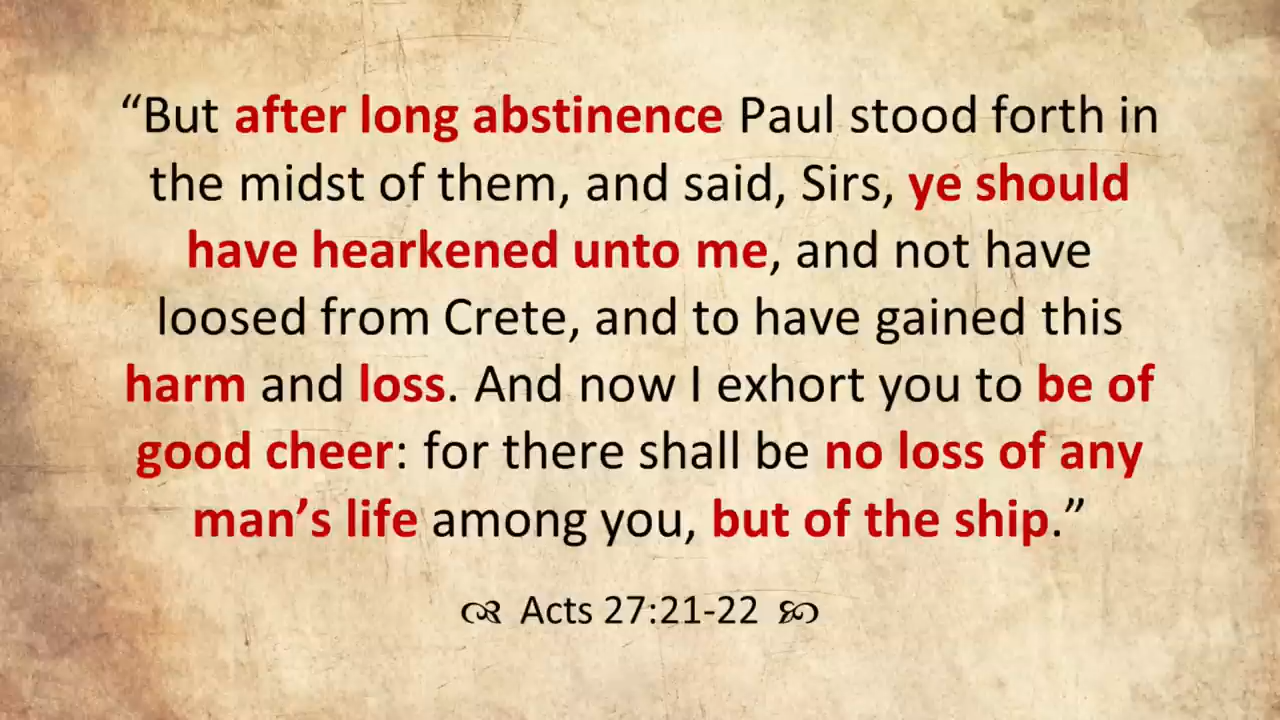 “But after long abstinence Paul stood forth in
the midst of them, and said, Sirs, ye should
have hearkened unto me, and not have
loosed from Crete, and to have gained this
harm and loss. And now I exhort you to be of
good cheer: for there shall be no loss of any
man’s life among you, but of the ship.”
Acts 27:21-22